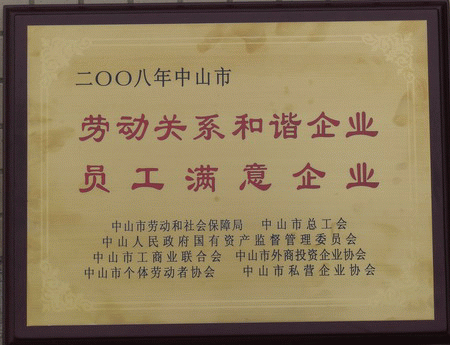 二〇〇八年中山市
劳动关系和谐企业
员工满意企业
中山市劳动和社会保障局 中山市总工会
中山人民政府国有资产监督管理委员会
中山市工商业联合会 中山市外商投资企业协会
中山市个体劳动者协会 中山市私营企业协会